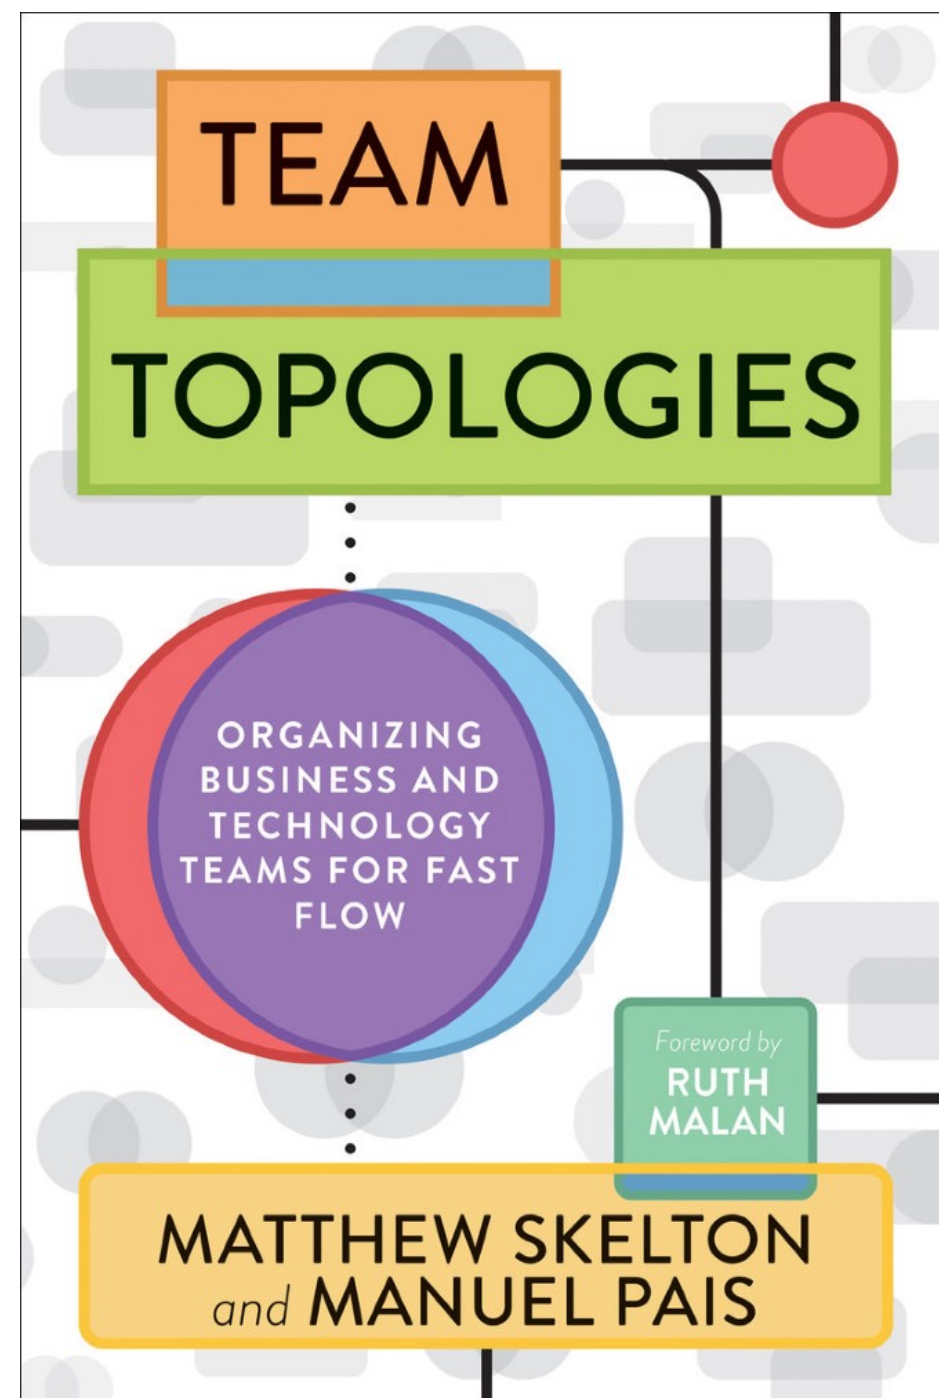 TEAM
TOPOLOGIES
ORGANIZING
BUSINESS AND
TECHNOLOGY
TEAMS FOR FAST
FLOW
Foreword by
RUTH
MALAN
MATTHEW SKELTON
and MANUEL PAIS